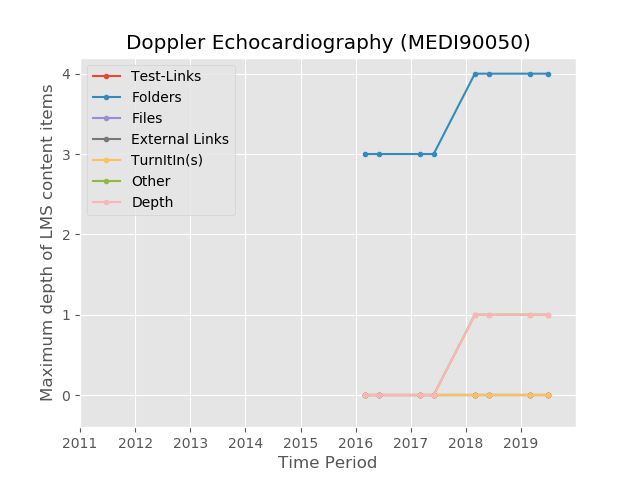 Doppler Echocardiography (MEDI90050)
Maximum depth of LMS content items
4
3
2
1
0
Test-Links
Folders
Files
External Links
TurnItIn(s)
Other
Depth
2011 2012 2013 2014 2015 2016 2017 2018 2019
Time Period